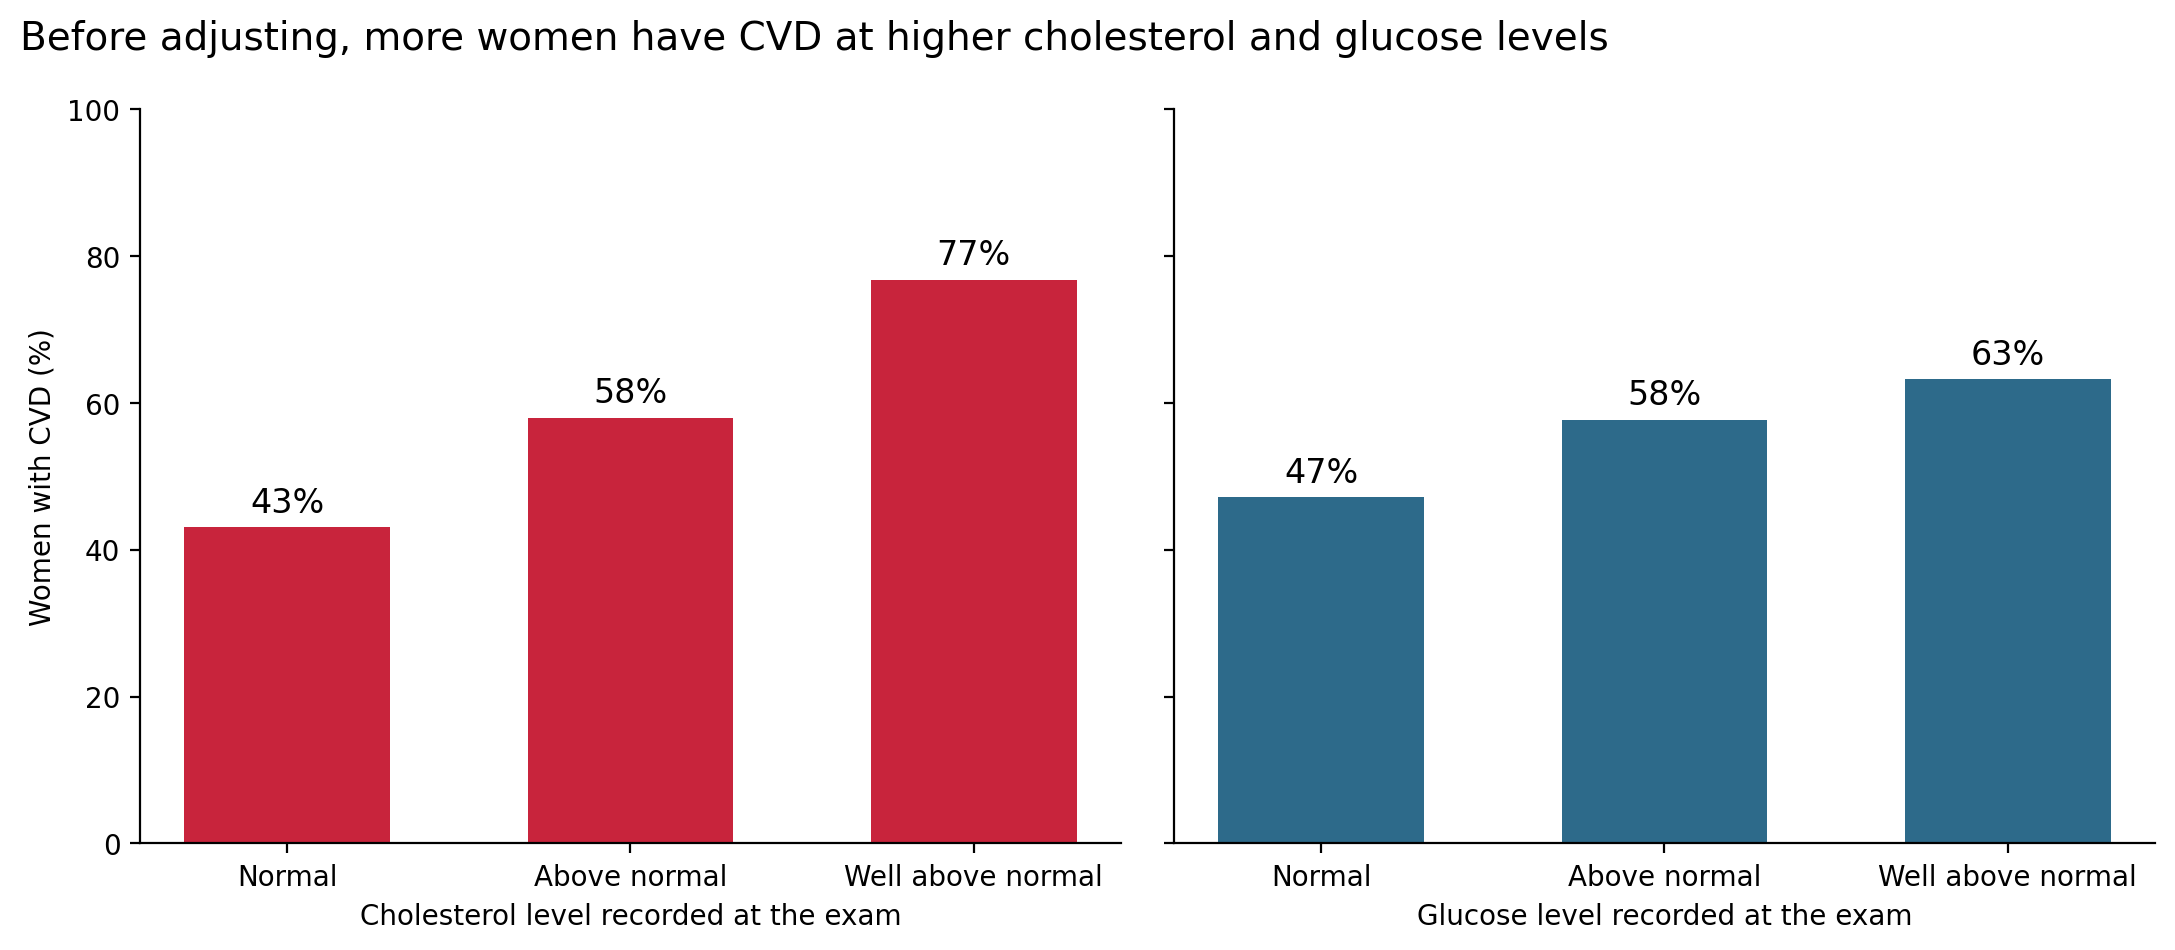 Before adjusting, more women have CVD at higher cholesterol and glucose levels
Women with CVD (%)
100
80
60
40
20
0
43%
58%
77%
Normal
Above normal
Well above normal
Cholesterol level recorded at the exam
47%
58%
63%
Normal
Above normal
Well above normal
Glucose level recorded at the exam